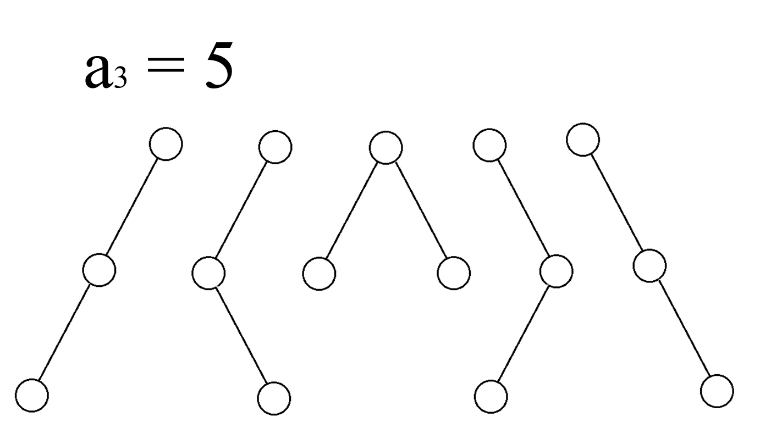 a₃ = 5